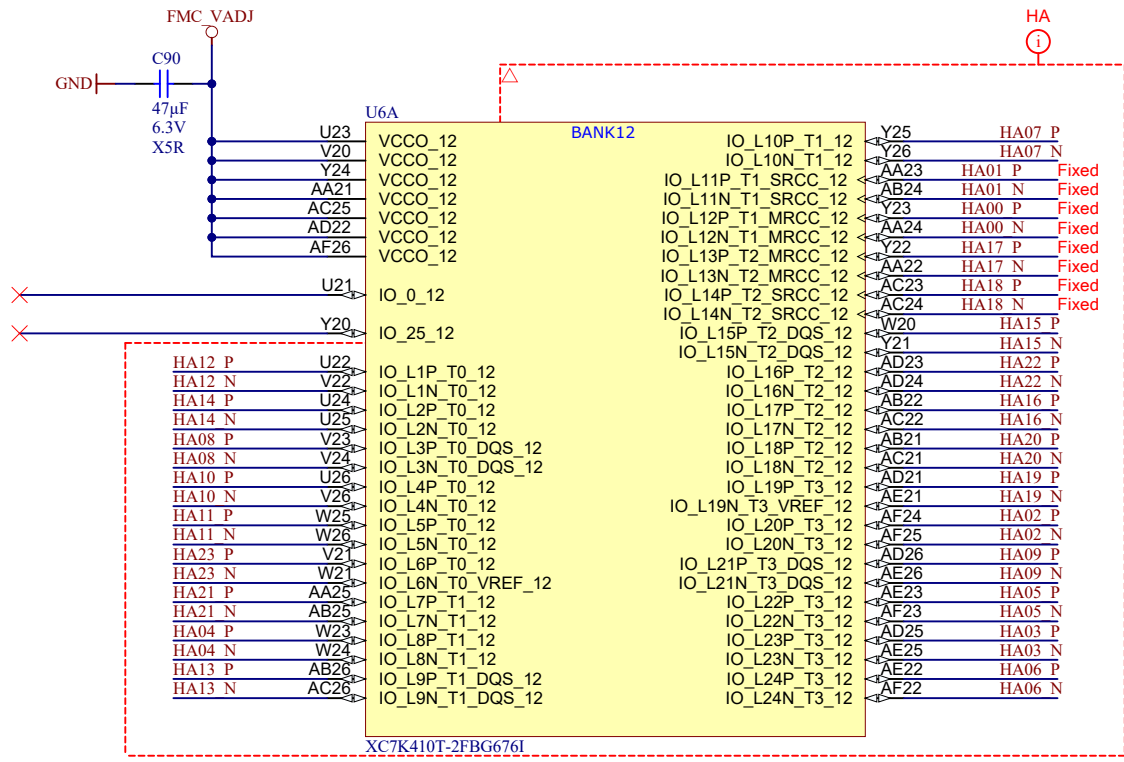 FMC_VADJ
HA
i
C90
GND
47µF
6.3V
X5R
U6A
BANK12
U23 VCCO_12
V20 VCCO_12
Y24 VCCO_12
AA21 VCCO_12
AC25 VCCO_12
AD22 VCCO_12
AF26 VCCO_12
U21 IO_0_12
Y20 IO_25_12
HA12_P U22 IO_L1P_T0_12
HA12_N V22 IO_L1N_T0_12
HA14_P U24 IO_L2P_T0_12
HA14_N U25 IO_L2N_T0_12
HA08_P V23 IO_L3P_T0_DQS_12
HA08_N V24 IO_L3N_T0_DQS_12
HA10_P U26 IO_L4P_T0_12
HA10_N V26 IO_L4N_T0_12
HA11_P W25 IO_L5P_T0_12
HA11_N W26 IO_L5N_T0_12
HA23_P V21 IO_L6P_T0_12
HA23_N W21 IO_L6N_T0_VREF_12
HA21_P AA25 IO_L7P_T1_12
HA21_N AB25 IO_L7N_T1_12
HA04_P W23 IO_L8P_T1_12
HA04_N W24 IO_L8N_T1_12
HA13_P AB26 IO_L9P_T1_DQS_12
HA13_N AC26 IO_L9N_T1_DQS_12
IO_L10P_T1_12 Y25 HA07_P
IO_L10N_T1_12 Y26 HA07_N
IO_L11P_T1_SRCC_12 AA23 HA01_P Fixed
IO_L11N_T1_SRCC_12 AB24 HA01_N Fixed
IO_L12P_T1_MRCC_12 Y23 HA00_P Fixed
IO_L12N_T1_MRCC_12 AA24 HA00_N Fixed
IO_L13P_T2_MRCC_12 Y22 HA17_P Fixed
IO_L13N_T2_MRCC_12 AA22 HA17_N Fixed
IO_L14P_T2_SRCC_12 AC23 HA18_P Fixed
IO_L14N_T2_SRCC_12 AC24 HA18_N Fixed
IO_L15P_T2_DQS_12 W20 HA15_P
IO_L15N_T2_DQS_12 Y21 HA15_N
IO_L16P_T2_12 AD23 HA22_P
IO_L16N_T2_12 AD24 HA22_N
IO_L17P_T2_12 AB22 HA16_P
IO_L17N_T2_12 AC22 HA16_N
IO_L18P_T2_12 AB21 HA20_P
IO_L18N_T2_12 AC21 HA20_N
IO_L19P_T3_12 AD21 HA19_P
IO_L19N_T3_VREF_12 AE21 HA19_N
IO_L20P_T3_12 AF24 HA02_P
IO_L20N_T3_12 AF25 HA02_N
IO_L21P_T3_DQS_12 AD26 HA09_P
IO_L21N_T3_DQS_12 AE26 HA09_N
IO_L22P_T3_12 AE23 HA05_P
IO_L22N_T3_12 AF23 HA05_N
IO_L23P_T3_12 AD25 HA03_P
IO_L23N_T3_12 AE25 HA03_N
IO_L24P_T3_12 AE22 HA06_P
IO_L24N_T3_12 AF22 HA06_N
XC7K410T-2FBG676I